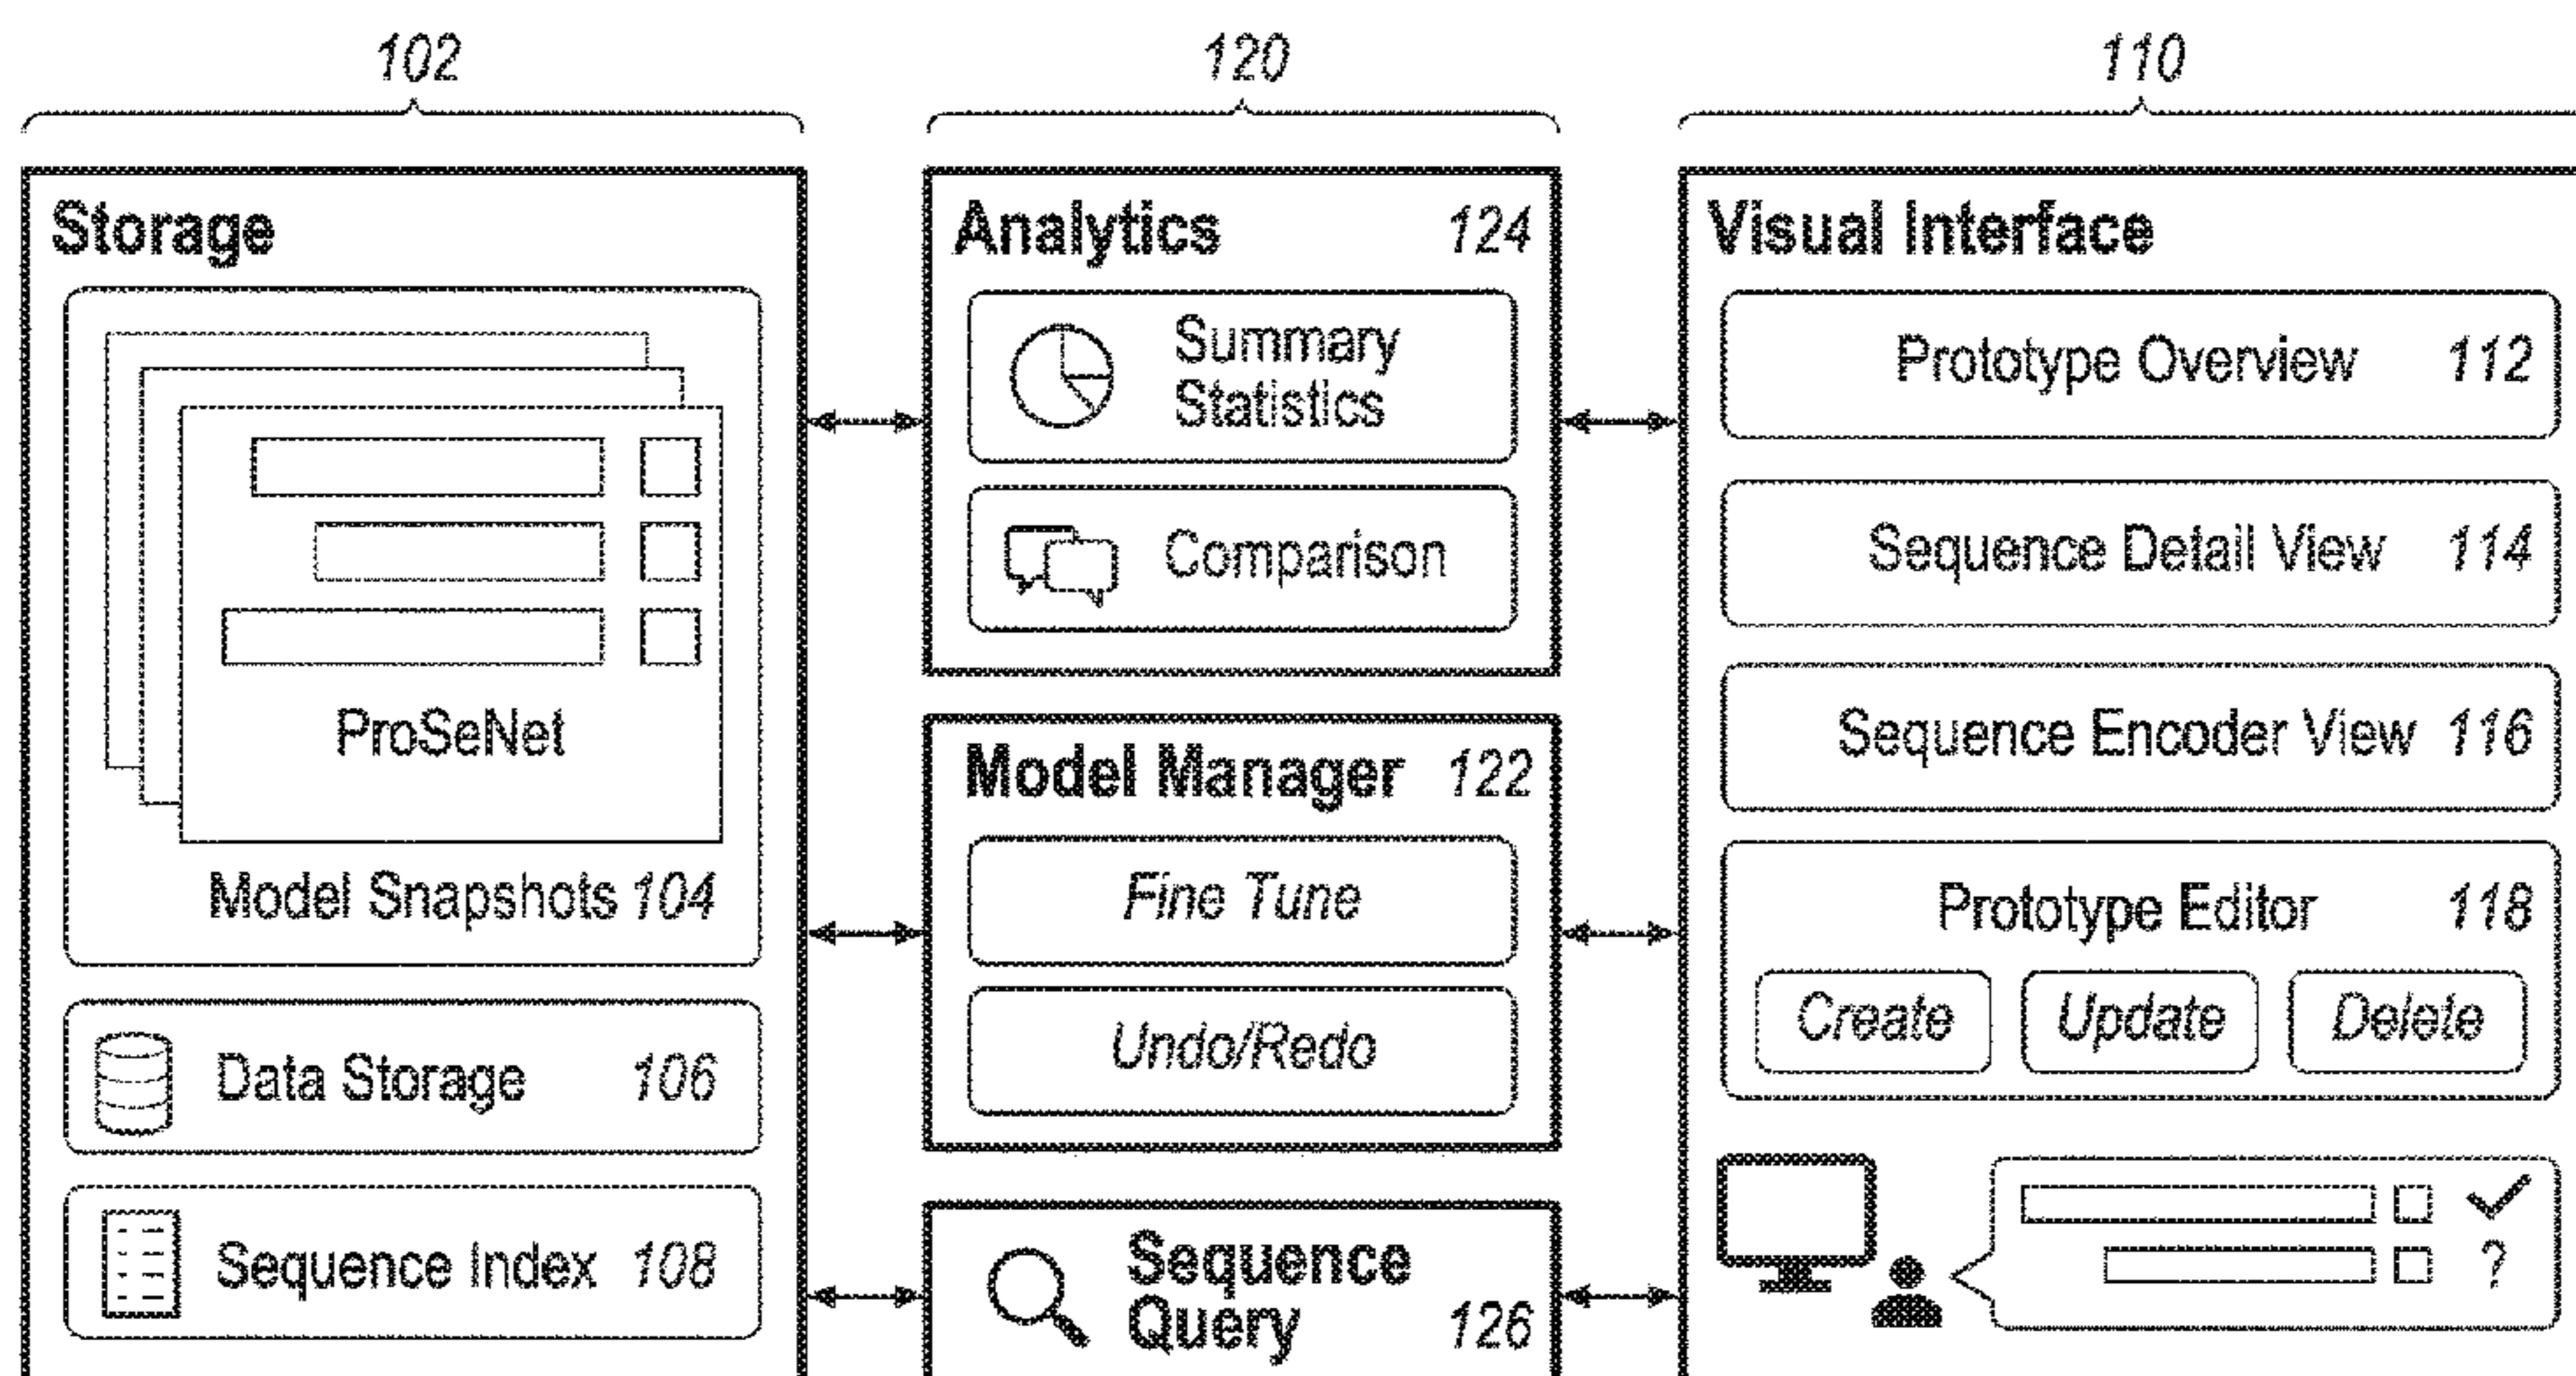 102
120
110
Storage
ProSeNet
Model Snapshots 104
Data Storage 106
Sequence Index 108
Analytics 124
Summary
Statistics
Comparison
Model Manager 122
Fine Tune
Undo/Redo
Sequence
Query 126
Visual Interface
Prototype Overview 112
Sequence Detail View 114
Sequence Encoder View 116
Prototype Editor 118
Create Update Delete
?